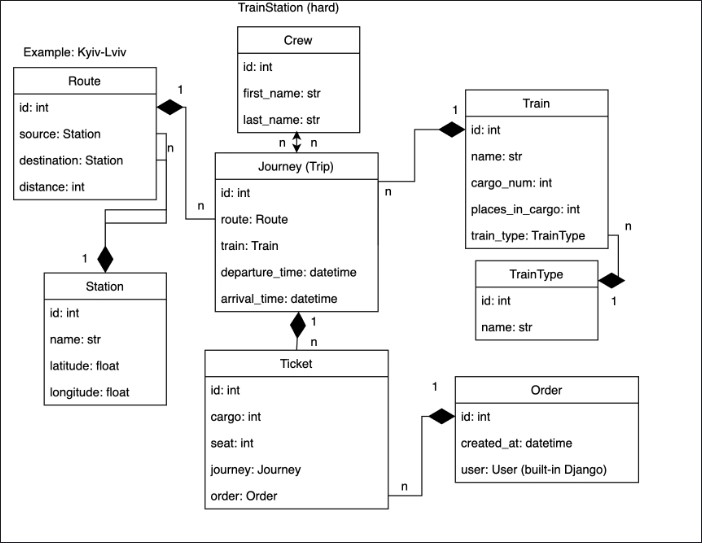 TrainStation (hard)
Example: Kyiv-Lviv
Crew
id: int
first_name: str
last_name: str
n n
Route
id: int
source: Station
destination: Station
distance: int
1
n
n
Journey (Trip)
id: int
route: Route
train: Train
departure_time: datetime
arrival_time: datetime
1
n
Train
id: int
name: str
cargo_num: int
places_in_cargo: int
train_type: TrainType
1
n
n
TrainType
id: int
name: str
1
Station
id: int
name: str
latitude: float
longitude: float
1
Ticket
id: int
cargo: int
seat: int
journey: Journey
order: Order
n
Order
id: int
created_at: datetime
user: User (built-in Django)
1